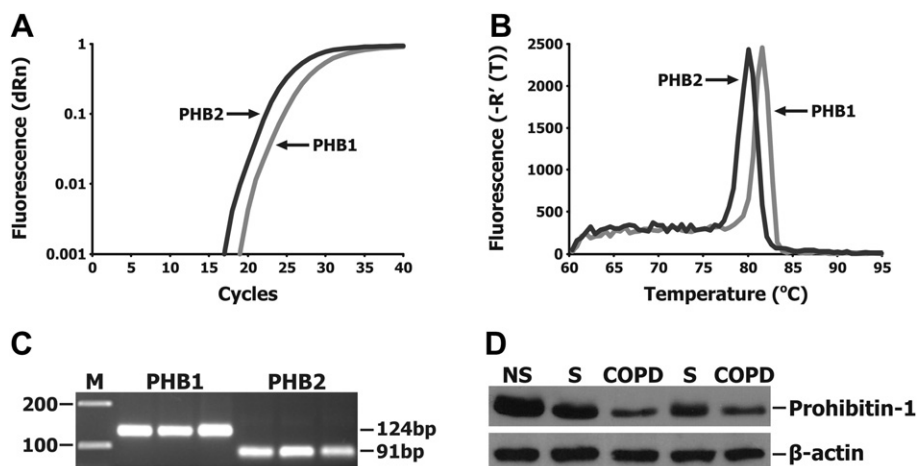 A
Fluorescence (dRn)
1
0.1
0.01
0.001
PHB2
PHB1
0 5 10 15 20 25 30 35 40
Cycles
B
Fluorescence (-R' (T))
2500
2000
1500
1000
500
0
PHB2
PHB1
60 65 70 75 80 85 90 95
Temperature (°C)
C
M PHB1 PHB2
200
100
124bp
91bp
D
NS S COPD S COPD
Prohibitin-1
β-actin